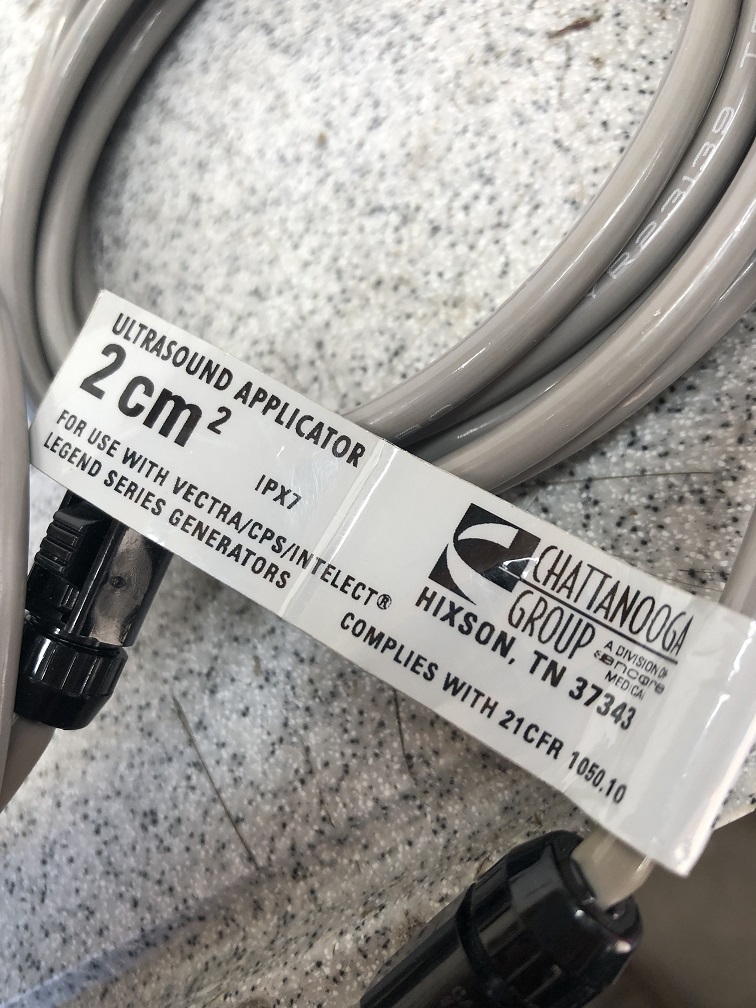 ULTRASOUND APPLICATOR
2 cm²
IPX7
FOR USE WITH VECTRA/CPS/INTELECT®
LEGEND SERIES GENERATORS
CHATTANOOGA
GROUP
A DIVISION OF
encore
MEDICAL
HIXSON, TN 37343
COMPLIES WITH 21CFR 1050.10